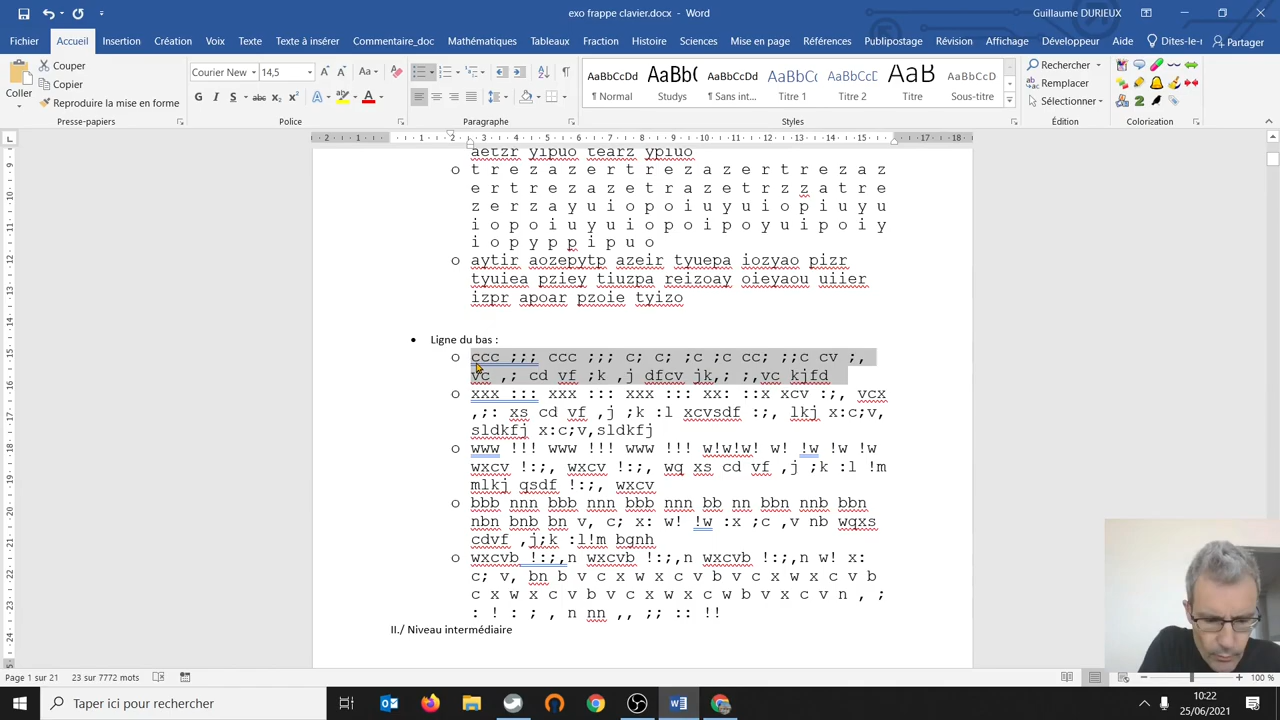 exo frappe clavier.docx - Word
Guillaume DURIEUX
Fichier Accueil Insertion Création Voix Texte à insérer Commentaire_doc Mathématiques Tableaux Fraction Histoire Sciences Mise en page Références Publipostage Révision Affichage Développeur Aide Dites-le Partager
Coller
Couper
Copier
Reproduire la mise en forme
Presse-papiers
Courier New 14,5
Police
Paragraphe
AaBbCcDd AaBb( AaBbCcDd AaBbCcDd AaBbCcD AaB AaBbCcDd
¶ Normal Studys ¶ Sans int... Titre 1 Titre 2 Titre Sous-titre
Styles
Rechercher
Remplacer
Sélectionner
Édition
Colorization
aetzr yipuo tearz ypiuo
o t r e z a z e r t r e z a z e r t r e z a z
e r t r e z a z e t r a z e t r z z a t r e
z e r z a y u i o p o i u y u i o p i u y u
i o p o i u y u i o p o i p o y u i p o i y
i o p y p p i p u o
o aytir aozepytp azeir tyuepa iozyao pizr
tyuiea pziey tiuzpa reizoay oieyaou uiier
izpr apoar pzoie tyizo
• Ligne du bas :
o ccc ;;; ccc ;;; c; c; ;c ;c cc; ;;c cv ;,
vc ,; cd vf ;k ,j dfcv jk,; ;,vc kjfd
o xxx ::: xxx ::: xxx ::: xx: ::x xcv :;, vcx
,;: xs cd vf ,j ;k :l xcvsdf :;, lkj x:c;v,
sldkfj x:c;v,sldkfj
o www !!! www !!! www !!! w!w!w! w! !w !w !w
wxcv !:;, wxcv !:;, wq xs cd vf ,j ;k :l !m
mlkj qsdf !:;, wxcv
o bbb nnn bbb nnn bbb nnn bb nn bbn nnb bbn
nbn bnb bn v, c; x: w! !w :x ;c ,v nb wqxs
cdvf ,j;k :l!m bgnh
o wxcvb !:;,n wxcvb !:;,n wxcvb !:;,n w! x:
c; v, bn b v c x w x c v b v c x w x c v b
c x w x c v b v c x w x c w b v x c v n , ;
: ! : ; , n nn ,, ;; :: !!
II./ Niveau intermédiaire
Page 1 sur 21 23 sur 7772 mots 100 %
Taper ici pour rechercher
10:22
25/06/2021